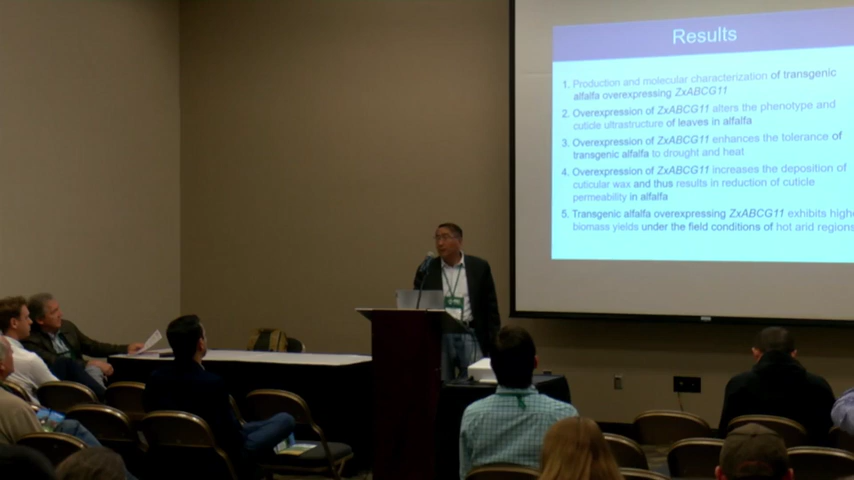 Results
1. Production and molecular characterization of transgenic
alfalfa overexpressing ZxABCG11
2. Overexpression of ZxABCG11 alters the phenotype and
cuticle ultrastructure of leaves in alfalfa
3. Overexpression of ZxABCG11 enhances the tolerance of
transgenic alfalfa to drought and heat
4. Overexpression of ZxABCG11 increases the deposition of
cuticular wax and thus results in reduction of cuticle
permeability in alfalfa
5. Transgenic alfalfa overexpressing ZxABCG11 exhibits high
biomass yields under the field conditions of hot arid regions